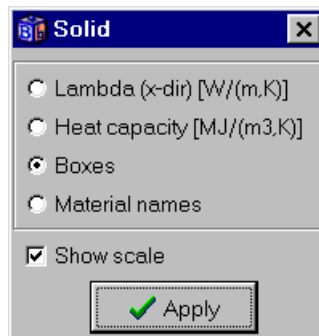 Solid
Lambda (x-dir) [W/(m,K)]
Heat capacity [MJ/(m3,K)]
Boxes
Material names
Show scale
Apply